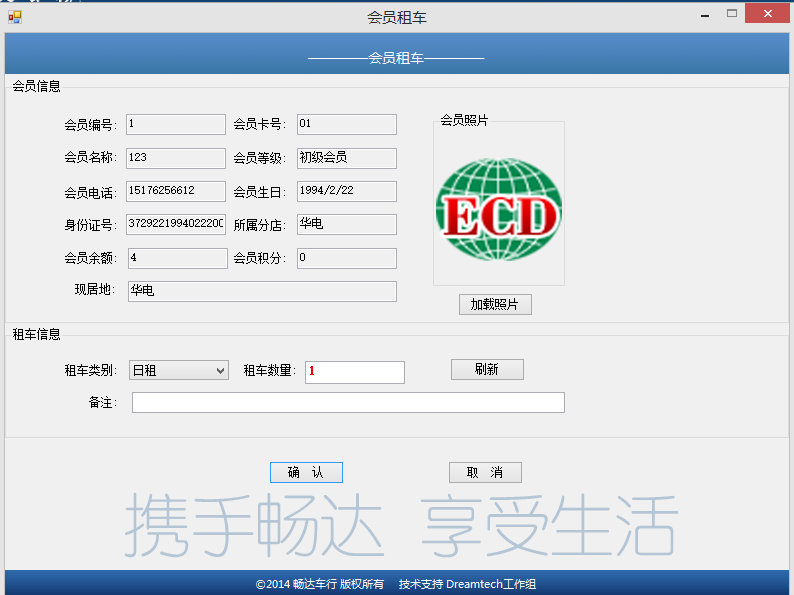 会员租车
————会员租车————
会员信息
会员编号: 1 会员卡号: 01
会员名称: 123 会员等级: 初级会员
会员电话: 15176256612 会员生日: 1994/2/22
身份证号: 3729221994022200 所属分店: 华电
会员余额: 4 会员积分: 0
现居地: 华电
会员照片
ECD
加载照片
租车信息
租车类别: 日租 租车数量: 1 刷新
备注:
确 认 取 消
携手畅达 享受生活
©2014 畅达车行 版权所有 技术支持 Dreamtech工作组